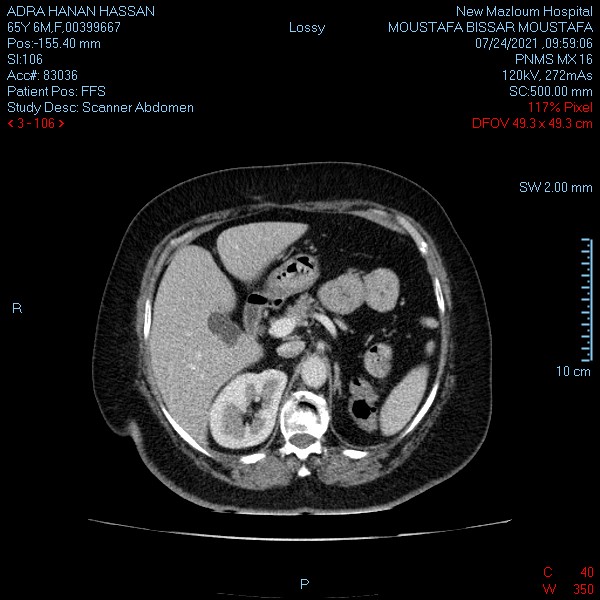 ADRA HANAN HASSAN
65Y 6M,F,00399667
Pos:-155.40 mm
SI:106
Acc#: 83036
Patient Pos: FFS
Study Desc: Scanner Abdomen
< 3 - 106 >
Lossy
New Mazloum Hospital
MOUSTAFA BISSAR MOUSTAFA
07/24/2021 ,09:59:06
PNMS MX 16
120kV, 272mAs
SC:500.00 mm
117% Pixel
DFOV 49.3 x 49.3 cm
SW 2.00 mm
R
10 cm
P
C 40
W 350